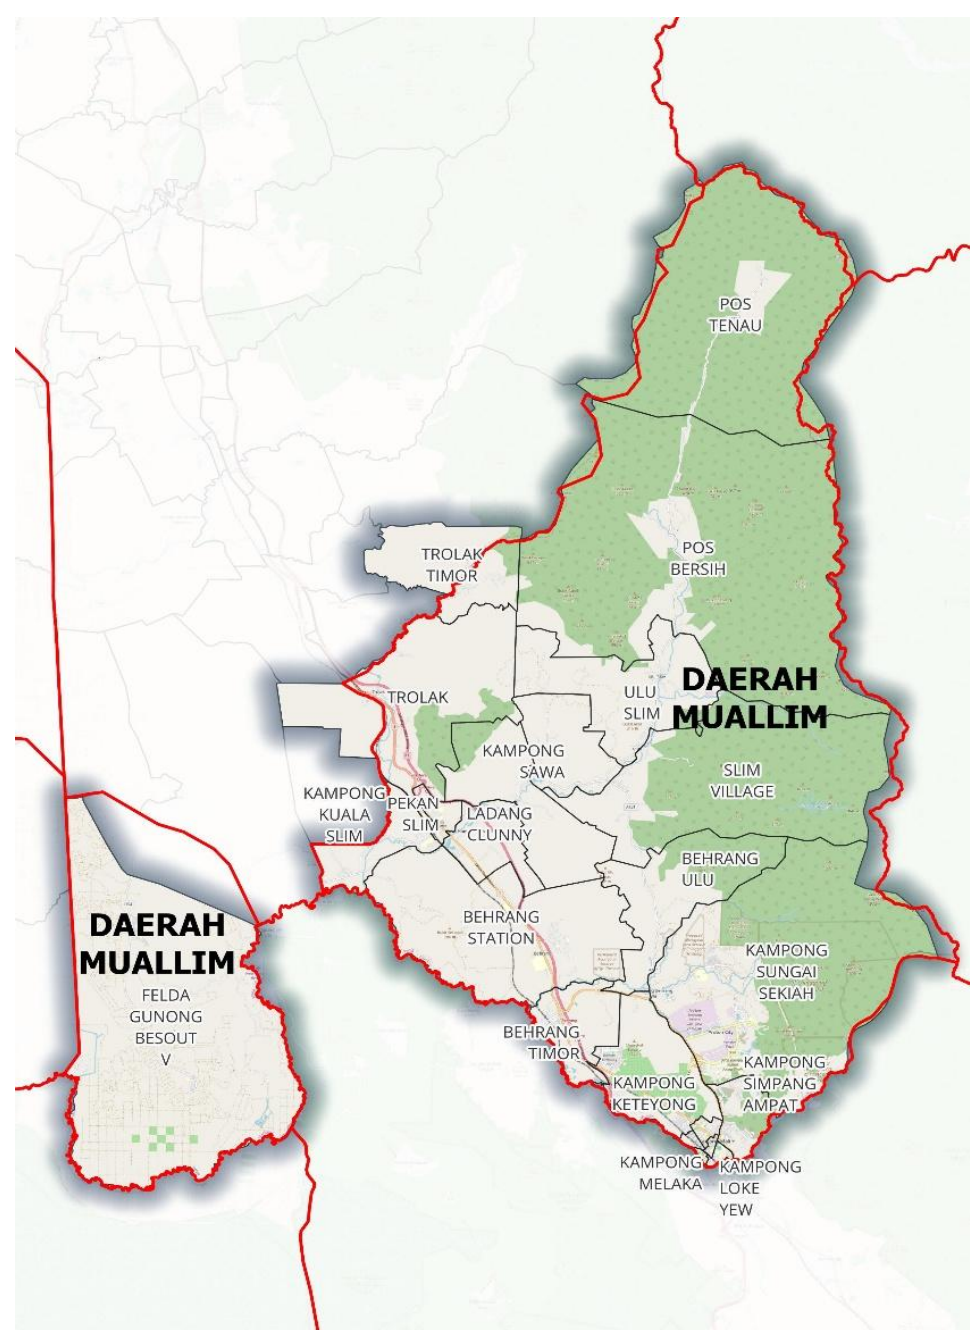 POS
TENAU
TROLAK
TIMOR
POS
BERSIH
DAERAH
MUALLIM
TROLAK
ULU
SLIM
KAMPONG
SAWA
SLIM
VILLAGE
KAMPONG
KUALA
SLIM
PEKAN
SLIM
LADANG
CLUNNY
BEHRANG
ULU
DAERAH
MUALLIM
BEHRANG
STATION
KAMPONG
SUNGAI
SEKIAH
FELDA
GUNONG
BESOUT
V
BEHRANG
TIMOR
KAMPONG
KETEYONG
KAMPONG
SIMPANG
AMPAT
KAMPONG
MELAKA
KAMPONG
LOKE
YEW